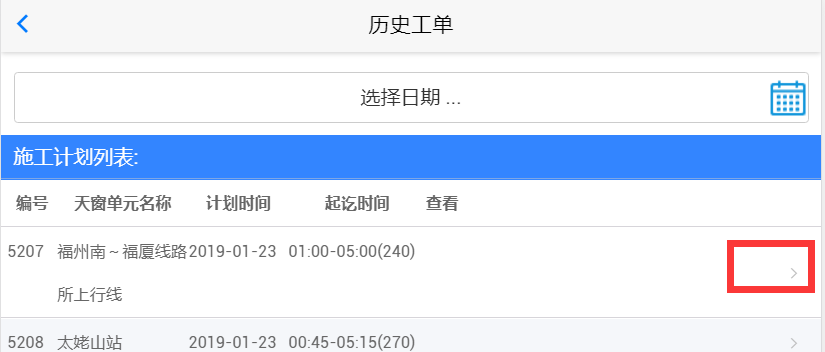 历史工单
选择日期 ...
施工计划列表:
编号 天窗单元名称 计划时间 起讫时间 查看
5207 福州南～福厦线路 2019-01-23 01:00-05:00(240)
所上行线
5208 太姥山站 2019-01-23 00:45-05:15(270)